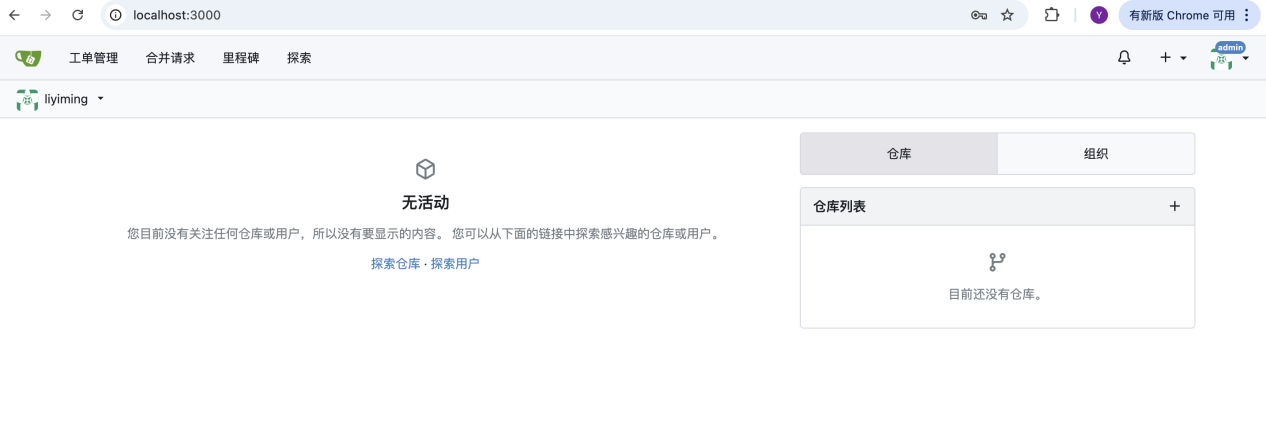 localhost:3000
Y
有新版 Chrome 可用
工单管理 合并请求 里程碑 探索
admin
liyiming
仓库 组织
无活动
您目前没有关注任何仓库或用户，所以没有要显示的内容。 您可以从下面的链接中探索感兴趣的仓库或用户。
探索仓库 · 探索用户
仓库列表
目前还没有仓库。